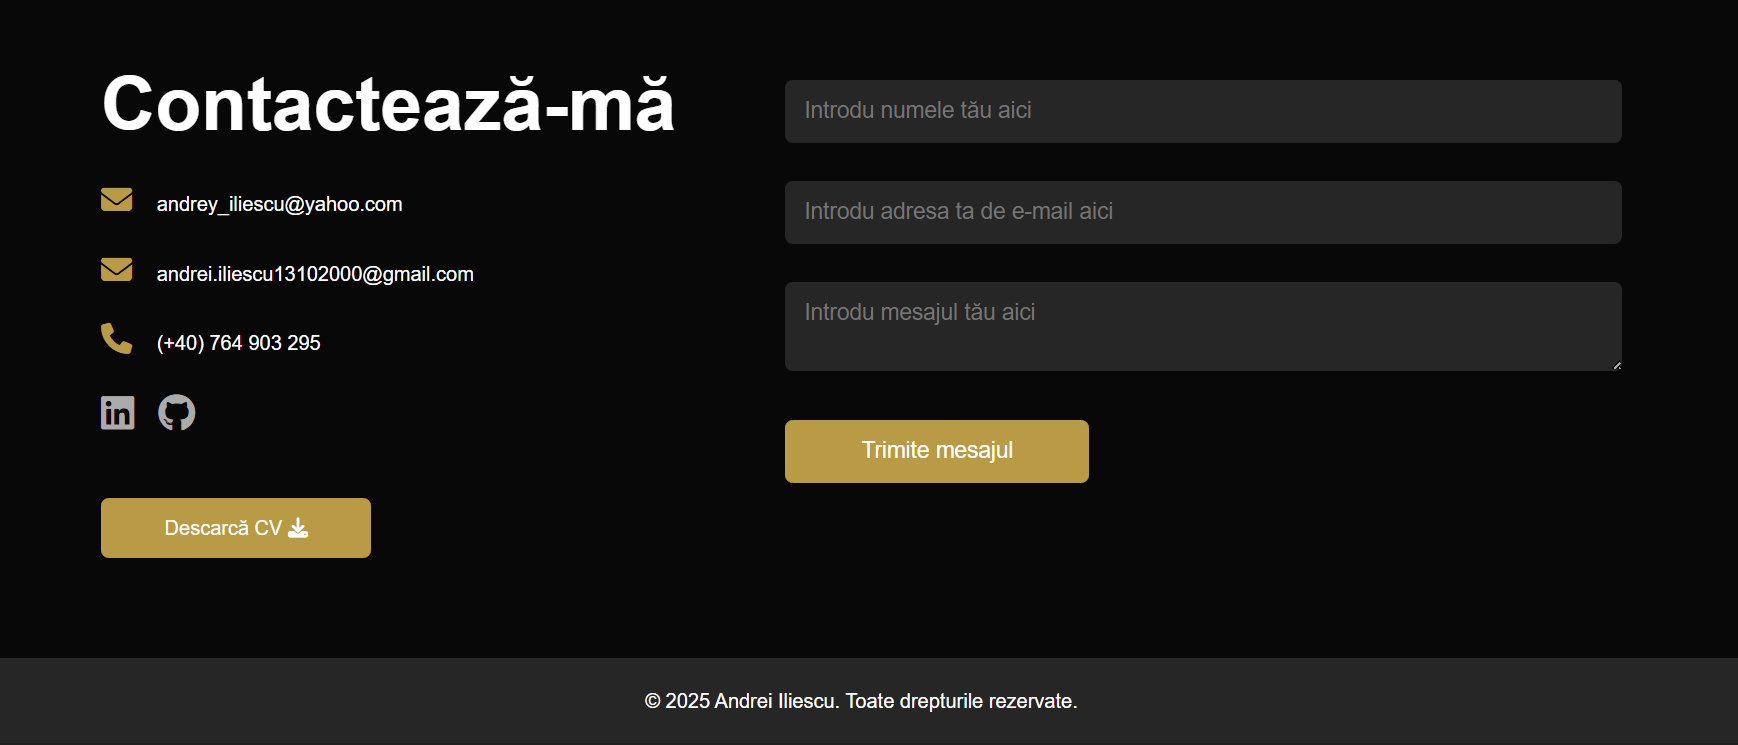 Contactează-mă
andrey_iliescu@yahoo.com
andrei.iliescu13102000@gmail.com
(+40) 764 903 295
in
Descarcă CV
Introdu numele tău aici
Introdu adresa ta de e-mail aici
Introdu mesajul tău aici
Trimite mesajul
© 2025 Andrei Iliescu. Toate drepturile rezervate.